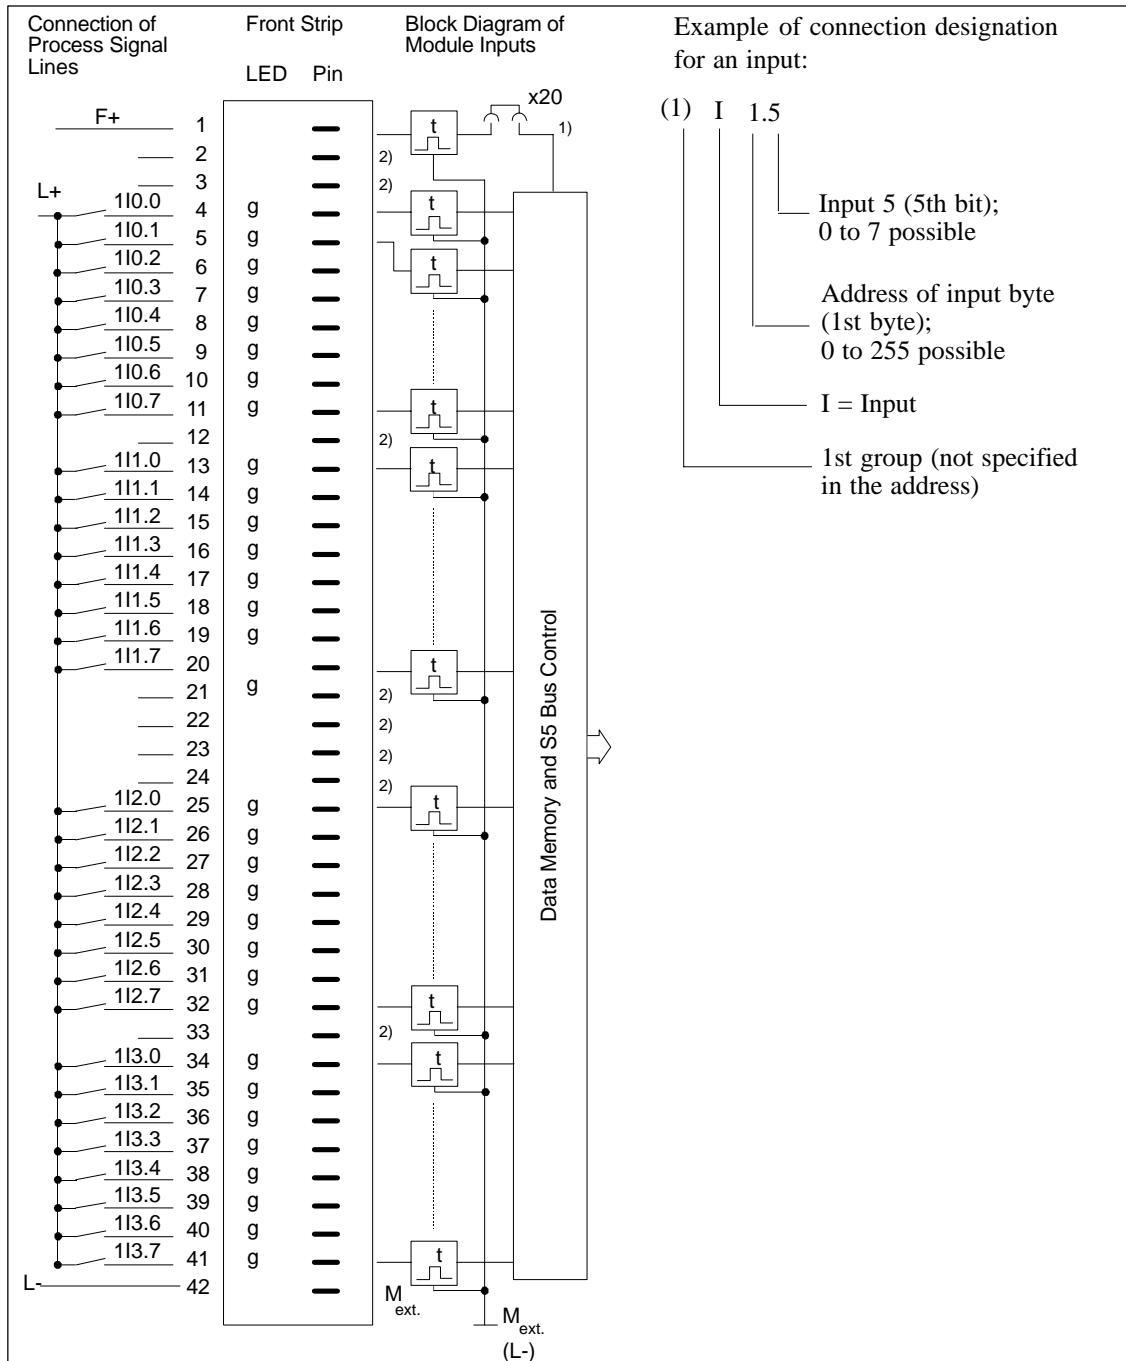 Connection of
Process Signal
Lines
Front Strip
LED Pin
Block Diagram of
Module Inputs
Example of connection designation
for an input:
(1) I 1.5
Input 5 (5th bit);
0 to 7 possible
Address of input byte
(1st byte);
0 to 255 possible
I = Input
1st group (not specified
in the address)
x20
1)
F+ 1 t
2 2)
3 2)
L+
1I0.0 4 g t
1I0.1 5 g
1I0.2 6 g t
1I0.3 7 g
1I0.4 8 g
1I0.5 9 g
1I0.6 10 g
1I0.7 11 g t
12 2)
1I1.0 13 g t
1I1.1 14 g
1I1.2 15 g
1I1.3 16 g
1I1.4 17 g
1I1.5 18 g
1I1.6 19 g
1I1.7 20 t
21 g 2)
22 2)
23 2)
24 2)
1I2.0 25 g t
1I2.1 26 g
1I2.2 27 g
1I2.3 28 g
1I2.4 29 g
1I2.5 30 g
1I2.6 31 g
1I2.7 32 g t
33 2)
1I3.0 34 g t
1I3.1 35 g
1I3.2 36 g
1I3.3 37 g
1I3.4 38 g
1I3.5 39 g
1I3.6 40 g
1I3.7 41 g t
L- 42
M ext.
M ext.
(L-)
Data Memory and S5 Bus Control